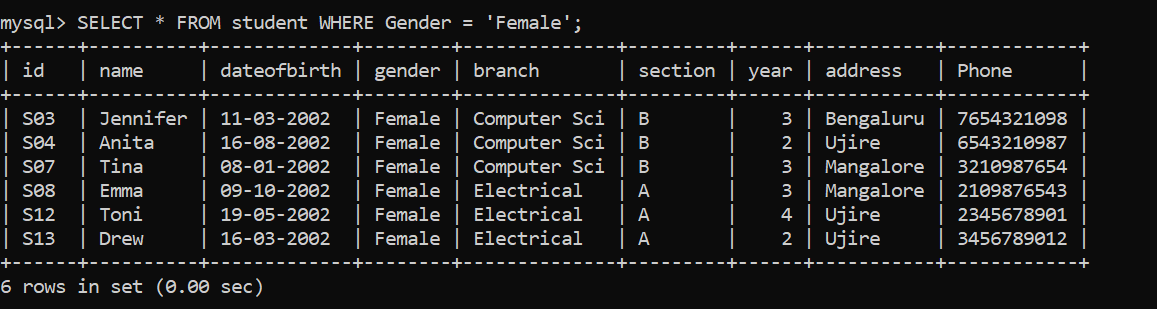 mysql> SELECT * FROM student WHERE Gender = 'Female';
+------+----------+-------------+--------+--------------+---------+------+-----------+------------+
| id   | name     | dateofbirth | gender | branch       | section | year | address   | Phone      |
+------+----------+-------------+--------+--------------+---------+------+-----------+------------+
| S03  | Jennifer | 11-03-2002  | Female | Computer Sci | B       |    3 | Bengaluru | 7654321098 |
| S04  | Anita    | 16-08-2002  | Female | Computer Sci | B       |    2 | Ujire     | 6543210987 |
| S07  | Tina     | 08-01-2002  | Female | Computer Sci | B       |    3 | Mangalore | 3210987654 |
| S08  | Emma     | 09-10-2002  | Female | Electrical   | A       |    3 | Mangalore | 2109876543 |
| S12  | Toni     | 19-05-2002  | Female | Electrical   | A       |    4 | Ujire     | 2345678901 |
| S13  | Drew     | 16-03-2002  | Female | Electrical   | A       |    2 | Ujire     | 3456789012 |
+------+----------+-------------+--------+--------------+---------+------+-----------+------------+
6 rows in set (0.00 sec)